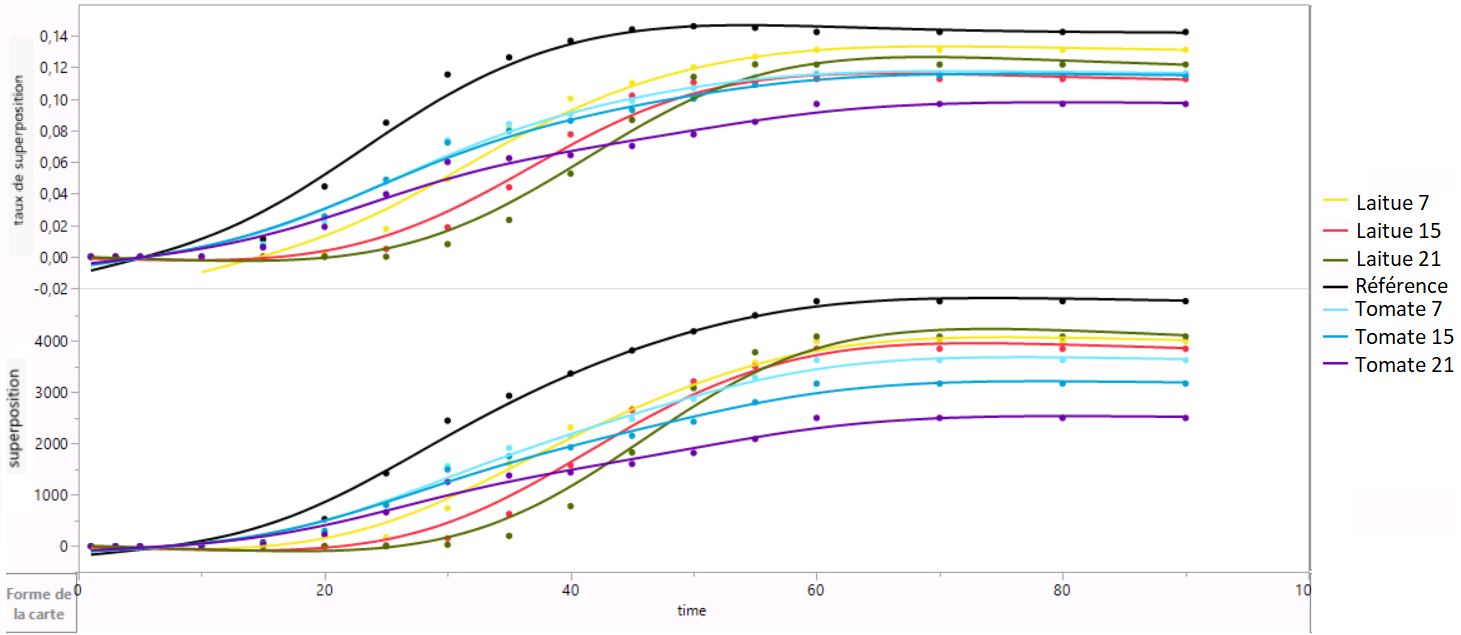 taux de superposition
0,14
0,12
0,10
0,08
0,06
0,04
0,02
0,00
-0,02
superposition
4000
3000
2000
1000
0
Forme de
la carte
0
20
40
60
80
10
time
Laitue 7
Laitue 15
Laitue 21
Référence
Tomate 7
Tomate 15
Tomate 21